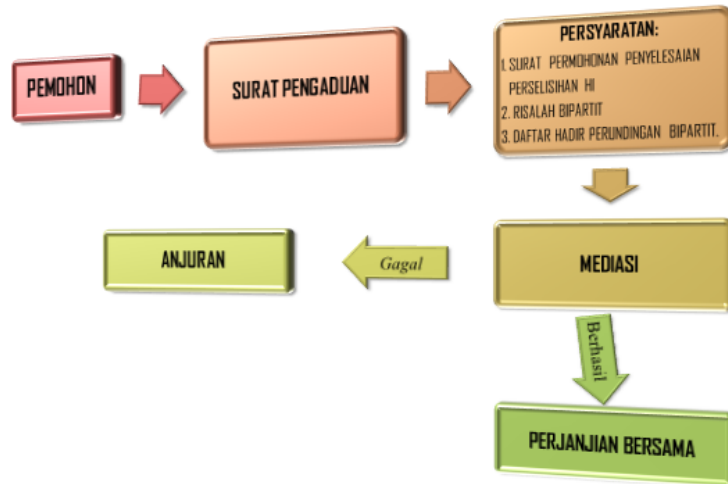 PEMOHON
SURAT PENGADUAN
PERSYARATAN:
1. SURAT PERMOHONAN PENYELESAIAN
PERSELISIHAN HI
2. RISALAH BIPARTIT
3. DAFTAR HADIR PERUNDINGAN BIPARTIT.
MEDIASI
Gagal
ANJURAN
Berhasil
PERJANJIAN BERSAMA